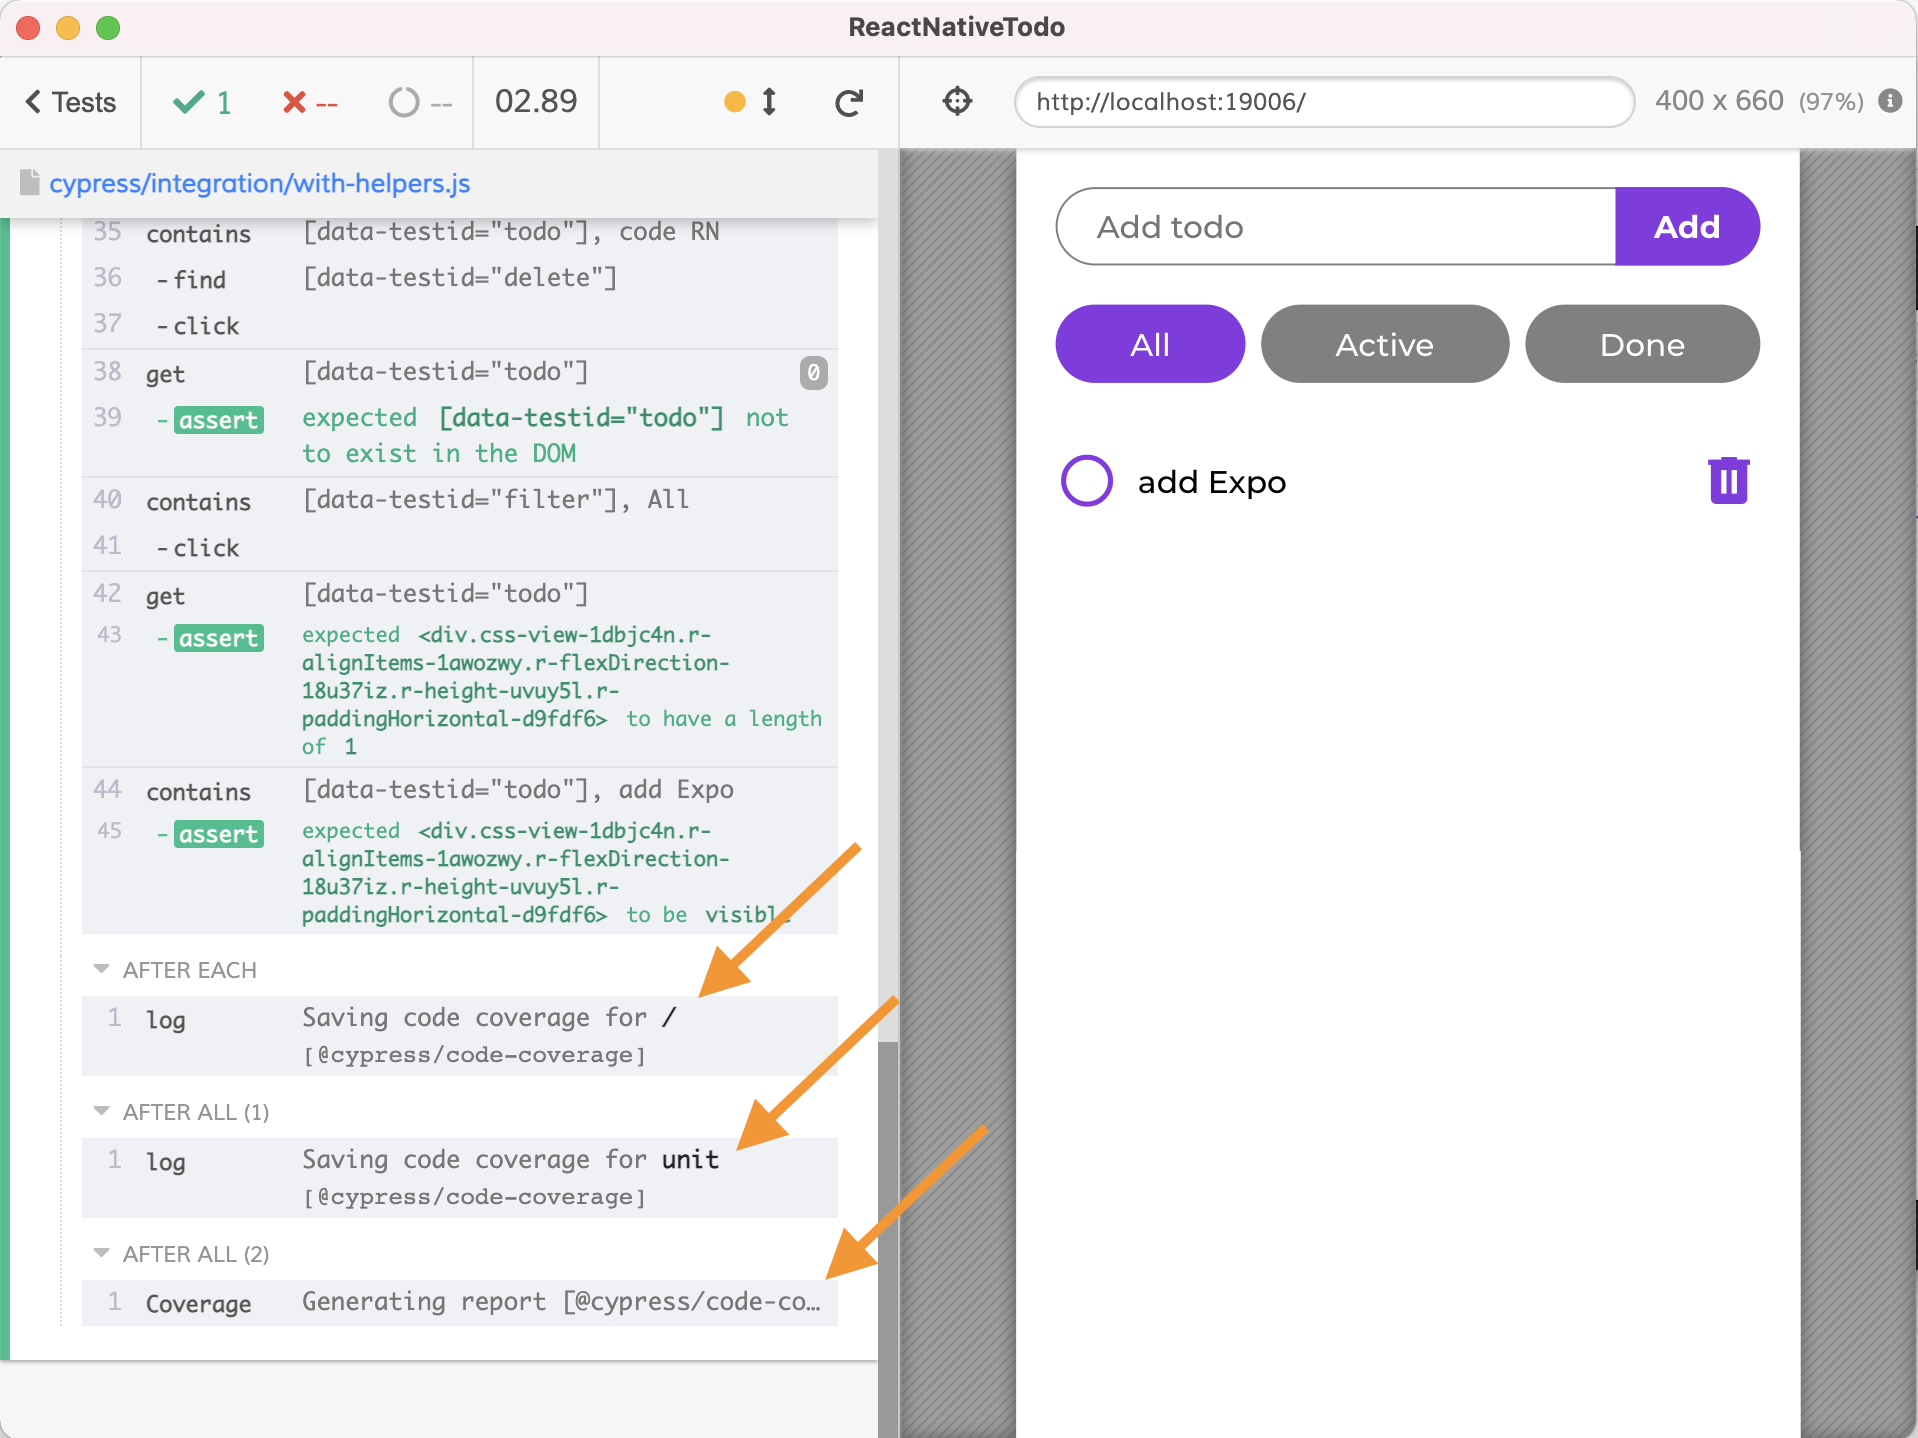 ReactNativeTodo
Tests 1 -- -- 02.89
http://localhost:19006/ 400 x 660 (97%)
cypress/integration/with-helpers.js
35 contains [data-testid="todo"], code RN
36 -find [data-testid="delete"]
37 -click
38 get [data-testid="todo"] 0
39 -assert expected [data-testid="todo"] not
to exist in the DOM
40 contains [data-testid="filter"], All
41 -click
42 get [data-testid="todo"]
43 -assert expected <div.css-view-1dbjc4n.r-
alignItems-1awozwy.r-flexDirection-
18u37iz.r-height-uvuy5l.r-
paddingHorizontal-d9fdf6> to have a length
of 1
44 contains [data-testid="todo"], add Expo
45 -assert expected <div.css-view-1dbjc4n.r-
alignItems-1awozwy.r-flexDirection-
18u37iz.r-height-uvuy5l.r-
paddingHorizontal-d9fdf6> to be visible
AFTER EACH
1 log Saving code coverage for /
[@cypress/code-coverage]
AFTER ALL (1)
1 log Saving code coverage for unit
[@cypress/code-coverage]
AFTER ALL (2)
1 Coverage Generating report [@cypress/code-co…
Add todo Add
All Active Done
add Expo